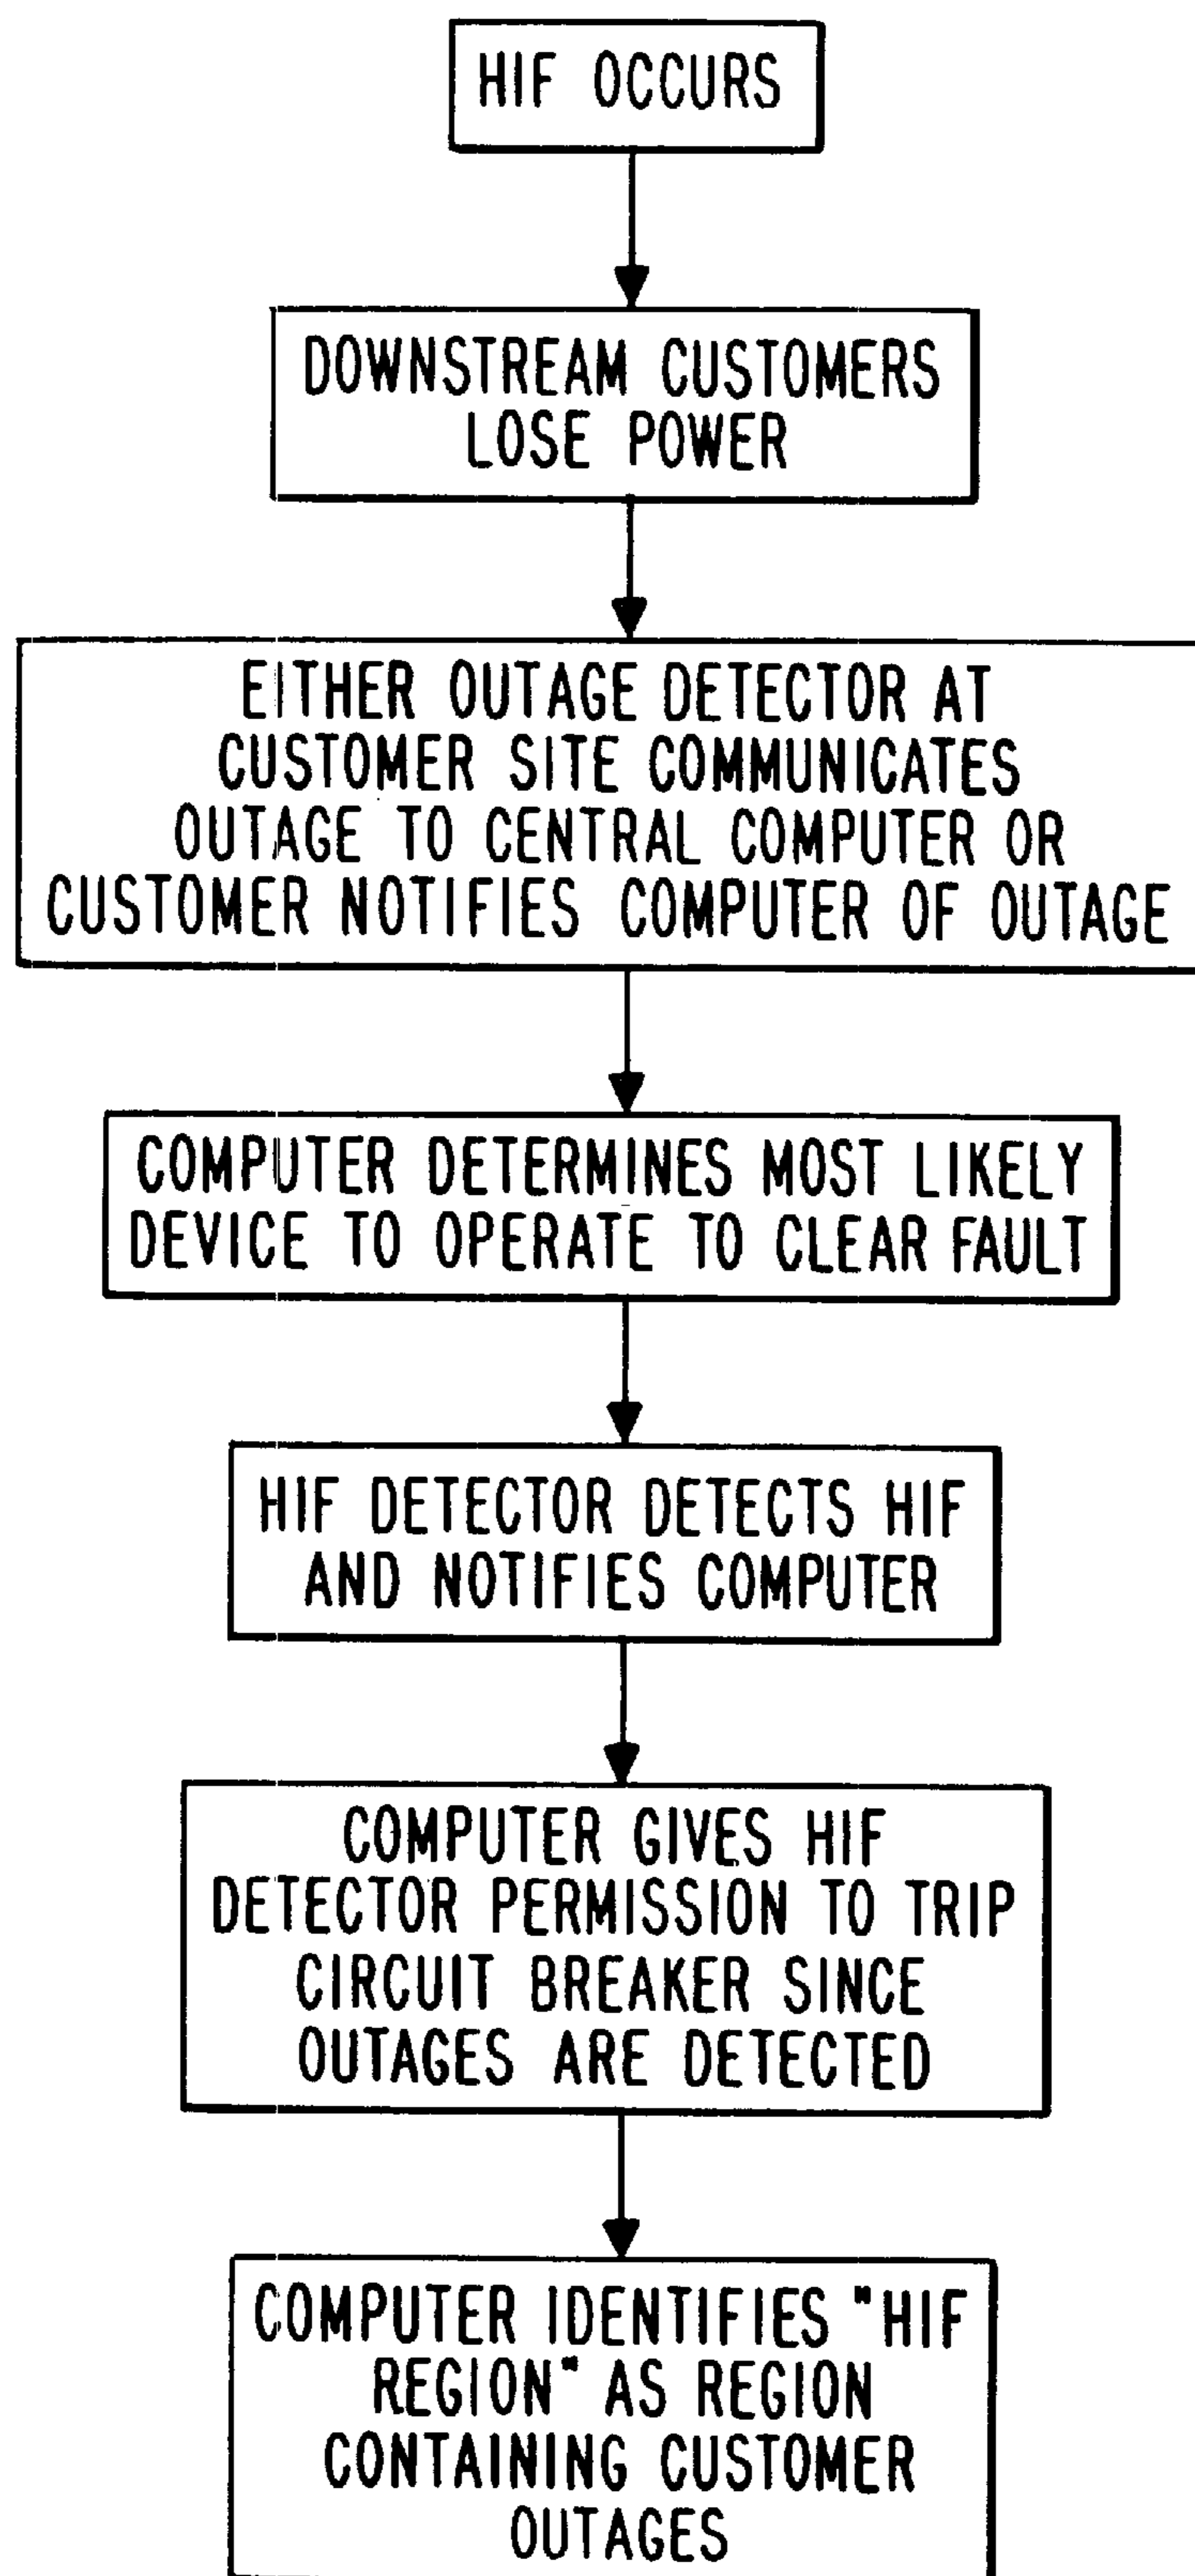 HIF OCCURS
DOWNSTREAM CUSTOMERS
LOSE POWER
EITHER OUTAGE DETECTOR AT
CUSTOMER SITE COMMUNICATES
OUTAGE TO CENTRAL COMPUTER OR
CUSTOMER NOTIFIES COMPUTER OF OUTAGE
COMPUTER DETERMINES MOST LIKELY
DEVICE TO OPERATE TO CLEAR FAULT
HIF DETECTOR DETECTS HIF
AND NOTIFIES COMPUTER
COMPUTER GIVES HIF
DETECTOR PERMISSION TO TRIP
CIRCUIT BREAKER SINCE
OUTAGES ARE DETECTED
COMPUTER IDENTIFIES "HIF
REGION" AS REGION
CONTAINING CUSTOMER
OUTAGES